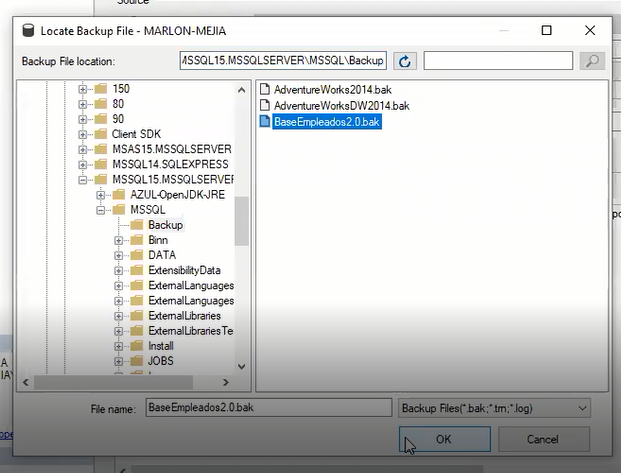 Source
Locate Backup File - MARLON-MEJIA
Backup File location:
MSSQL15.MSSQLSERVER\MSSQL\Backup
150
80
90
Client SDK
MSAS15.MSSQLSERVER
MSSQL14.SQLEXPRESS
MSSQL15.MSSQLSERVER
AZUL-OpenJDK-JRE
MSSQL
Backup
Binn
DATA
ExtensibilityData
ExternalLanguages
ExternalLanguages
ExternalLibraries
ExternalLibrariesTe
Install
JOBS
AdventureWorks2014.bak
AdventureWorksDW2014.bak
BaseEmpleados2.0.bak
File name:
BaseEmpleados2.0.bak
Backup Files(*.bak;*.trn;*.log)
OK
Cancel